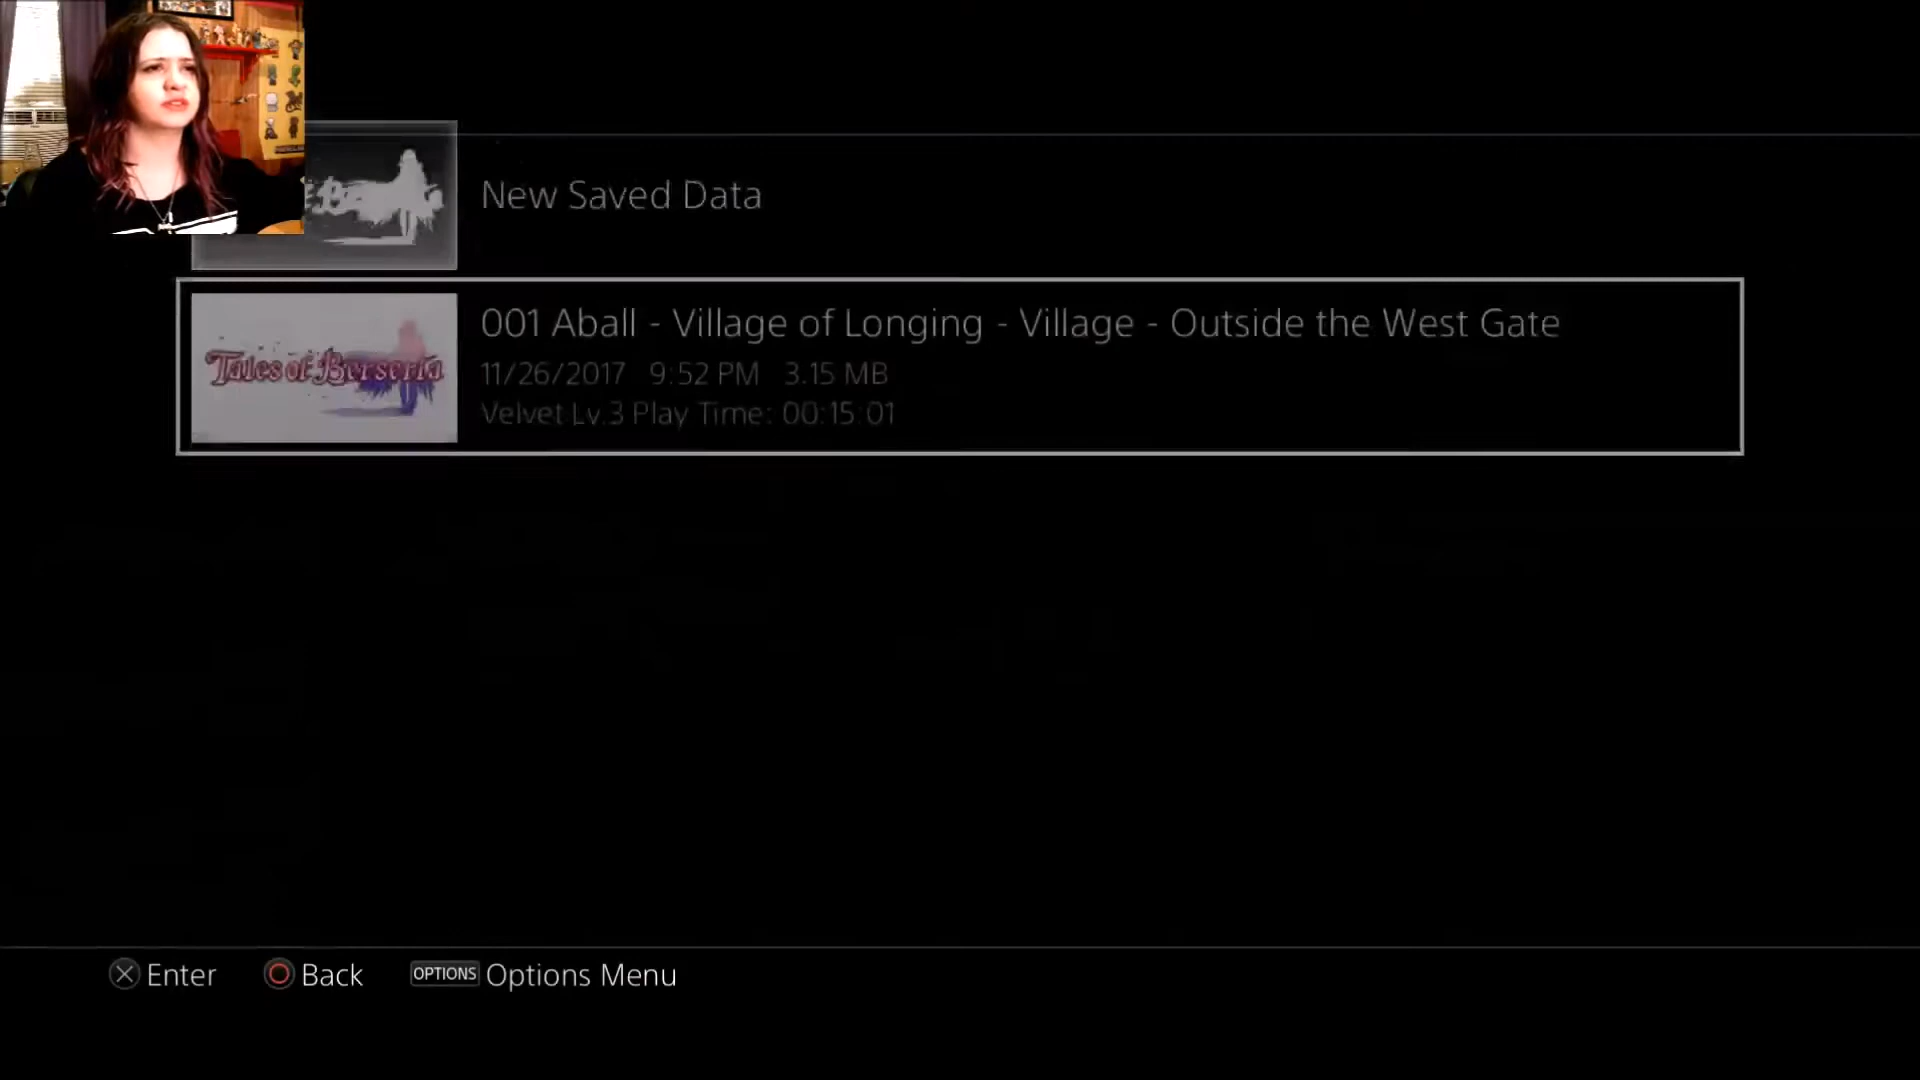 New Saved Data
001 Aball - Village of Longing - Village - Outside the West Gate
Tales of Berseria
11/26/2017 9:52 PM 3.15 MB
Velvet Lv.3 Play Time: 00:15:01
Enter Back OPTIONS Options Menu